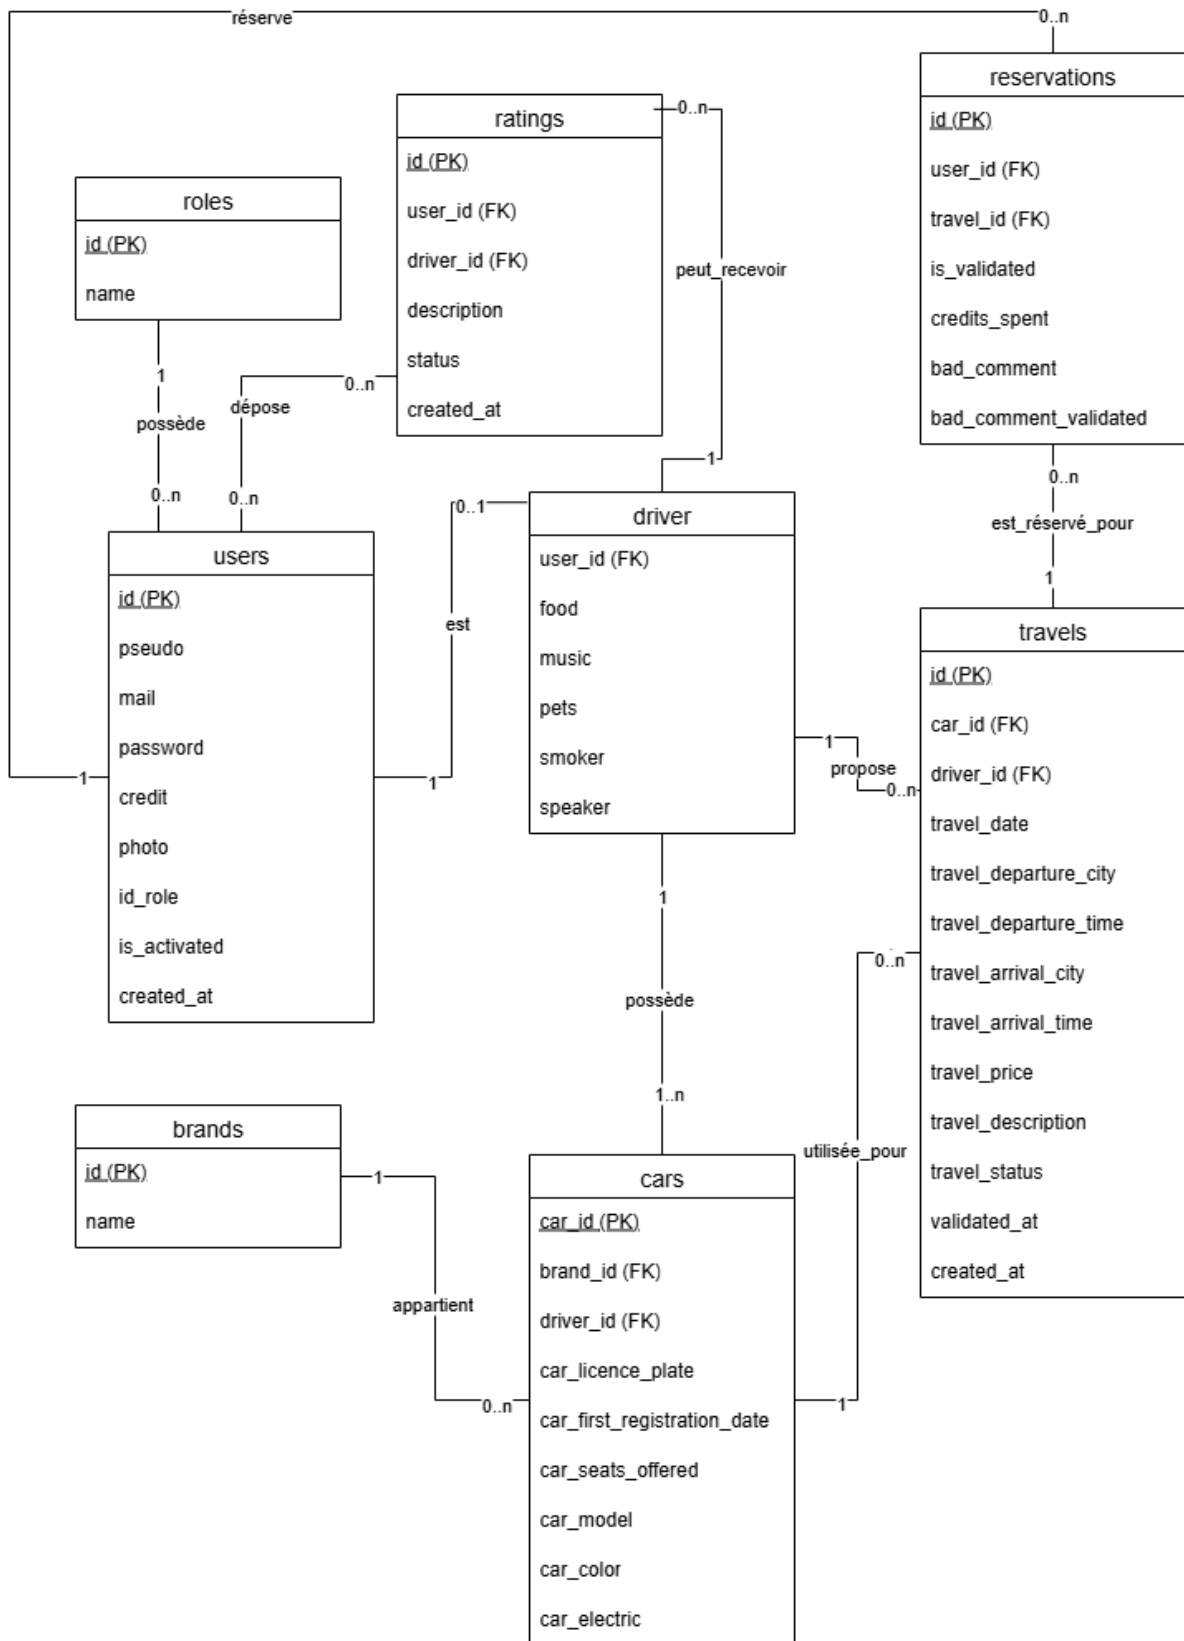 réserve
0..n
reservations
id (PK)
user_id (FK)
travel_id (FK)
is_validated
credits_spent
bad_comment
bad_comment_validated
0..n
est_réservé_pour
1
ratings
id (PK)
user_id (FK)
driver_id (FK)
description
status
created_at
0..n
peut_recevoir
1
roles
id (PK)
name
1
possède
0..n
0..n
dépose
0..n
users
id (PK)
pseudo
mail
password
credit
photo
id_role
is_activated
created_at
1
1
est
0..1
driver
user_id (FK)
food
music
pets
smoker
speaker
1
propose
0..n
travels
id (PK)
car_id (FK)
driver_id (FK)
travel_date
travel_departure_city
travel_departure_time
travel_arrival_city
travel_arrival_time
travel_price
travel_description
travel_status
validated_at
created_at
0..n
utilisée_pour
1
1
possède
1..n
brands
id (PK)
name
1
appartient
0..n
cars
car_id (PK)
brand_id (FK)
driver_id (FK)
car_licence_plate
car_first_registration_date
car_seats_offered
car_model
car_color
car_electric